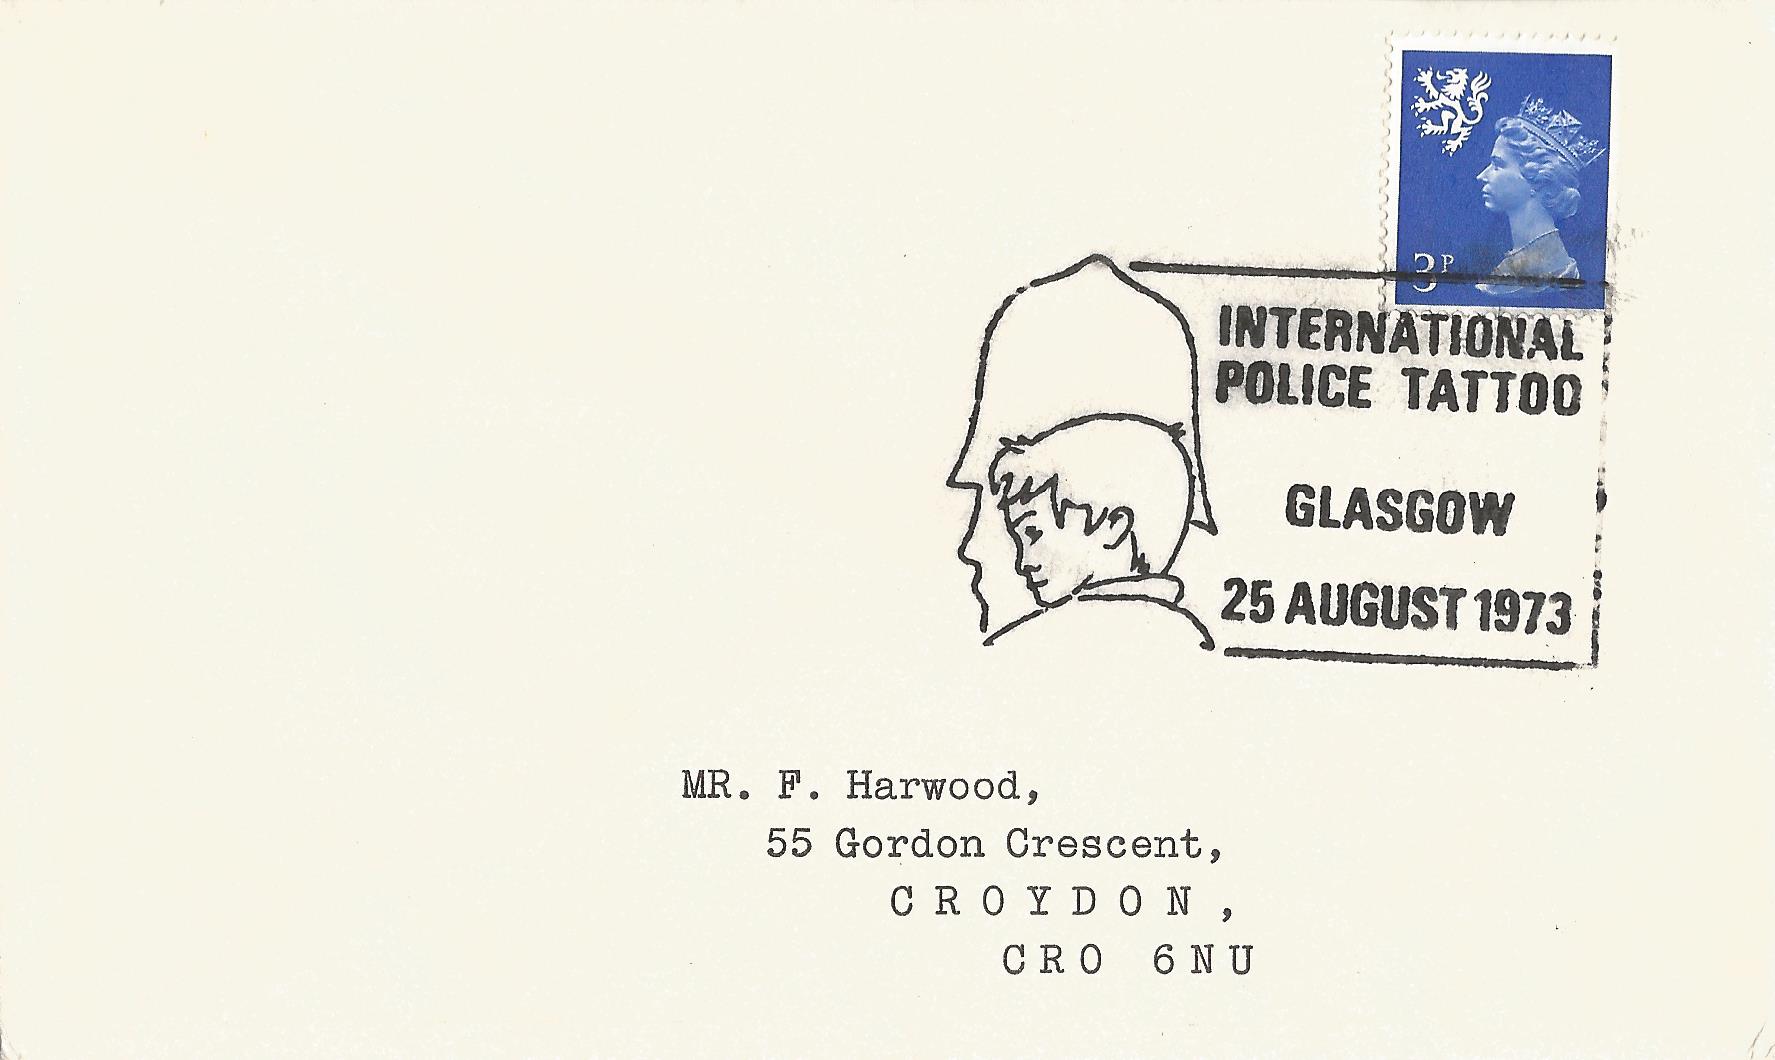 3P
INTERNATIONAL
POLICE TATTOO
GLASGOW
25 AUGUST 1973
MR. F. Harwood,
55 Gordon Crescent,
CROYDON,
CRO 6NU